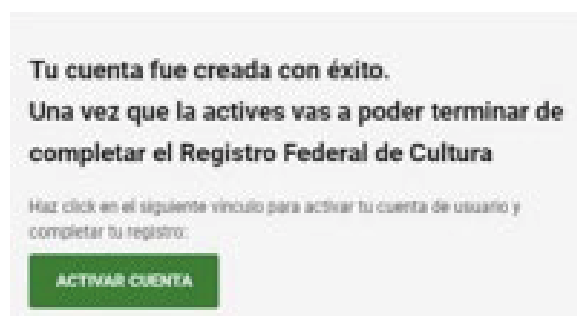 Tu cuenta fue creada con éxito.
Una vez que la actives vas a poder terminar de
completar el Registro Federal de Cultura
Haz click en el siguiente vinculo para activar tu cuenta de usuario y
completar tu registro:
ACTIVAR CUENTA